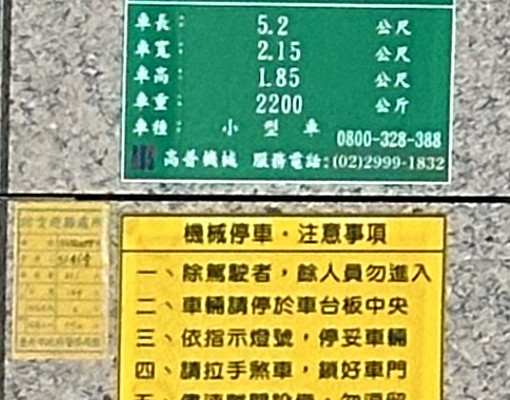 車長： 5.2 公尺
車寬： 2.15 公尺
車高： 1.85 公尺
車重： 2200 公斤
車種： 小型車
0800-328-388
高普機械 服務電話:(02)2999-1832
機械停車・注意事項
一、除駕駛者，餘人員勿進入
二、車輛請停於車台板中央
三、依指示燈號，停妥車輛
四、請拉手煞車，鎖好車門